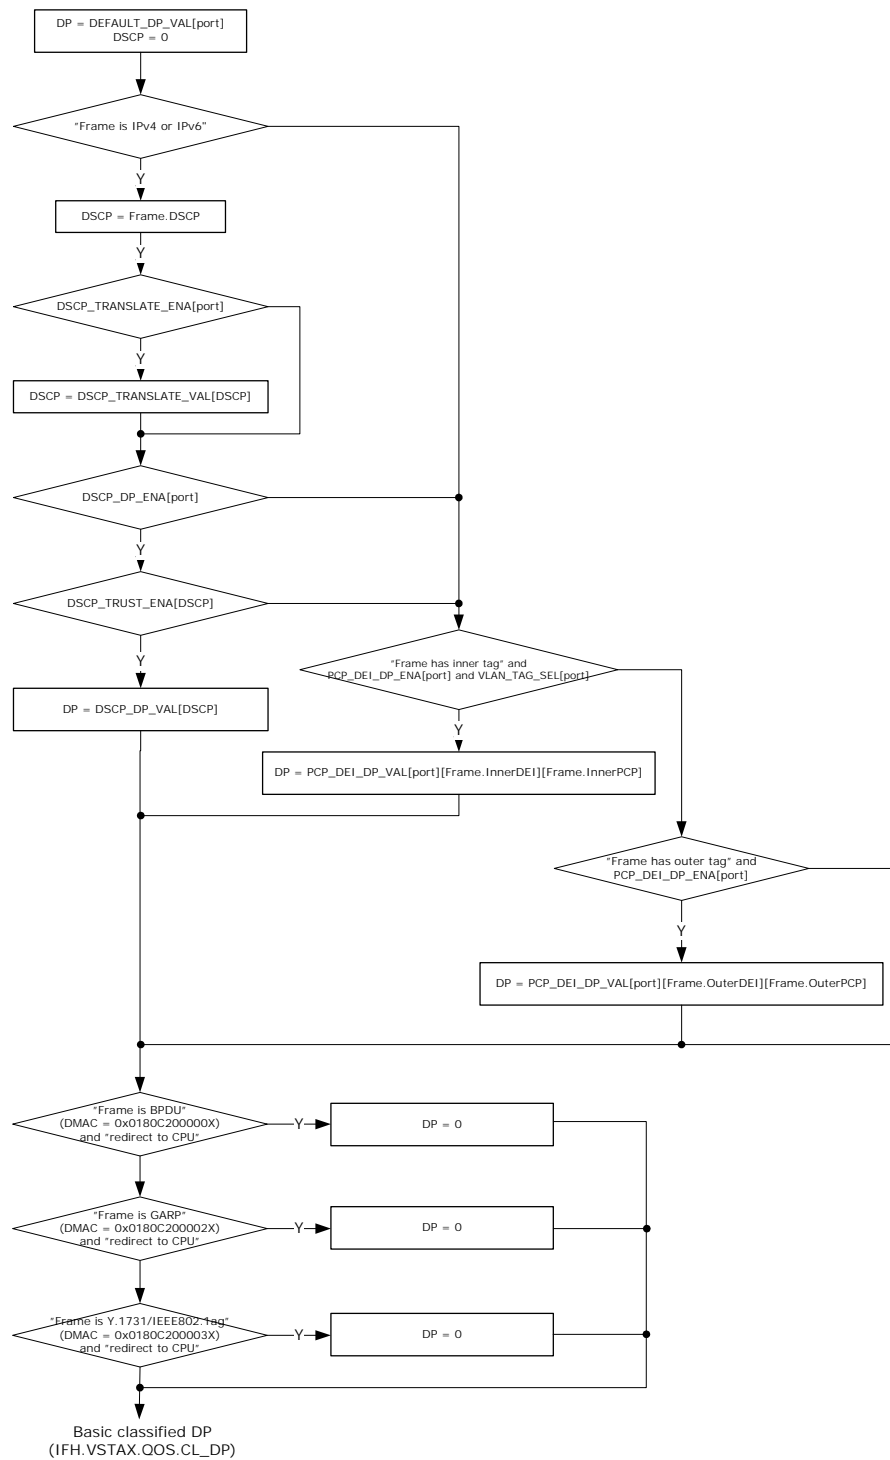 DP = DEFAULT_DP_VAL[port]
DSCP = 0
"Frame is IPv4 or IPv6"
Y
DSCP = Frame.DSCP
Y
DSCP_TRANSLATE_ENA[port]
Y
DSCP = DSCP_TRANSLATE_VAL[DSCP]
DSCP_DP_ENA[port]
Y
DSCP_TRUST_ENA[DSCP]
Y
DP = DSCP_DP_VAL[DSCP]
"Frame has inner tag" and
PCP_DEI_DP_ENA[port] and VLAN_TAG_SEL[port]
Y
DP = PCP_DEI_DP_VAL[port][Frame.InnerDEI][Frame.InnerPCP]
"Frame has outer tag" and
PCP_DEI_DP_ENA[port]
Y
DP = PCP_DEI_DP_VAL[port][Frame.OuterDEI][Frame.OuterPCP]
"Frame is BPDU"
(DMAC = 0x0180C200000X)
and "redirect to CPU"
Y
DP = 0
"Frame is GARP"
(DMAC = 0x0180C200002X)
and "redirect to CPU"
Y
DP = 0
"Frame is Y.1731/IEEE802.1ag"
(DMAC = 0x0180C200003X)
and "redirect to CPU"
Y
DP = 0
Basic classified DP
(IFH.VSTAX.QOS.CL_DP)